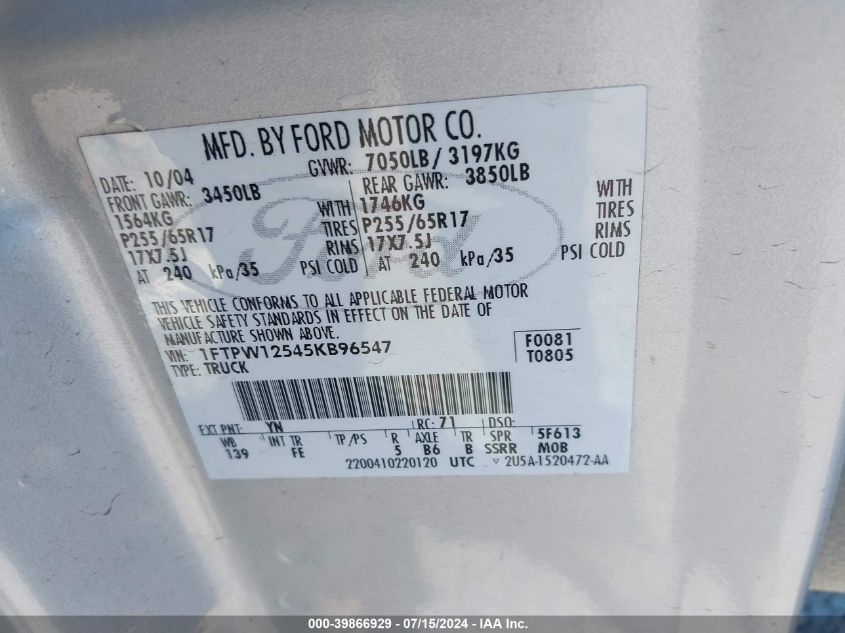 MFD. BY FORD MOTOR CO.
DATE: 10/04 GVWR: 7050LB / 3197KG
FRONT GAWR: 3450LB REAR GAWR: 3850LB
1564KG WITH 1746KG WITH
P255/65R17 TIRES P255/65R17 TIRES
17X7.5J RIMS 17X7.5J RIMS
AT 240 kPa/35 PSI COLD AT 240 kPa/35 PSI COLD
Ford
THIS VEHICLE CONFORMS TO ALL APPLICABLE FEDERAL MOTOR
VEHICLE SAFETY STANDARDS IN EFFECT ON THE DATE OF
MANUFACTURE SHOWN ABOVE.
VIN: 1FTPW12545KB96547 F0081
TYPE: TRUCK T0805
EXT PNT: YN RC: 71 DSO:
WB INT TR TP/PS R AXLE TR SPR 5F613
139 FE 5 B6 B SSRR MOB
2200410220120 UTC v 2U5A-1520472-AA
000-39866929 - 07/15/2024 - IAA Inc.